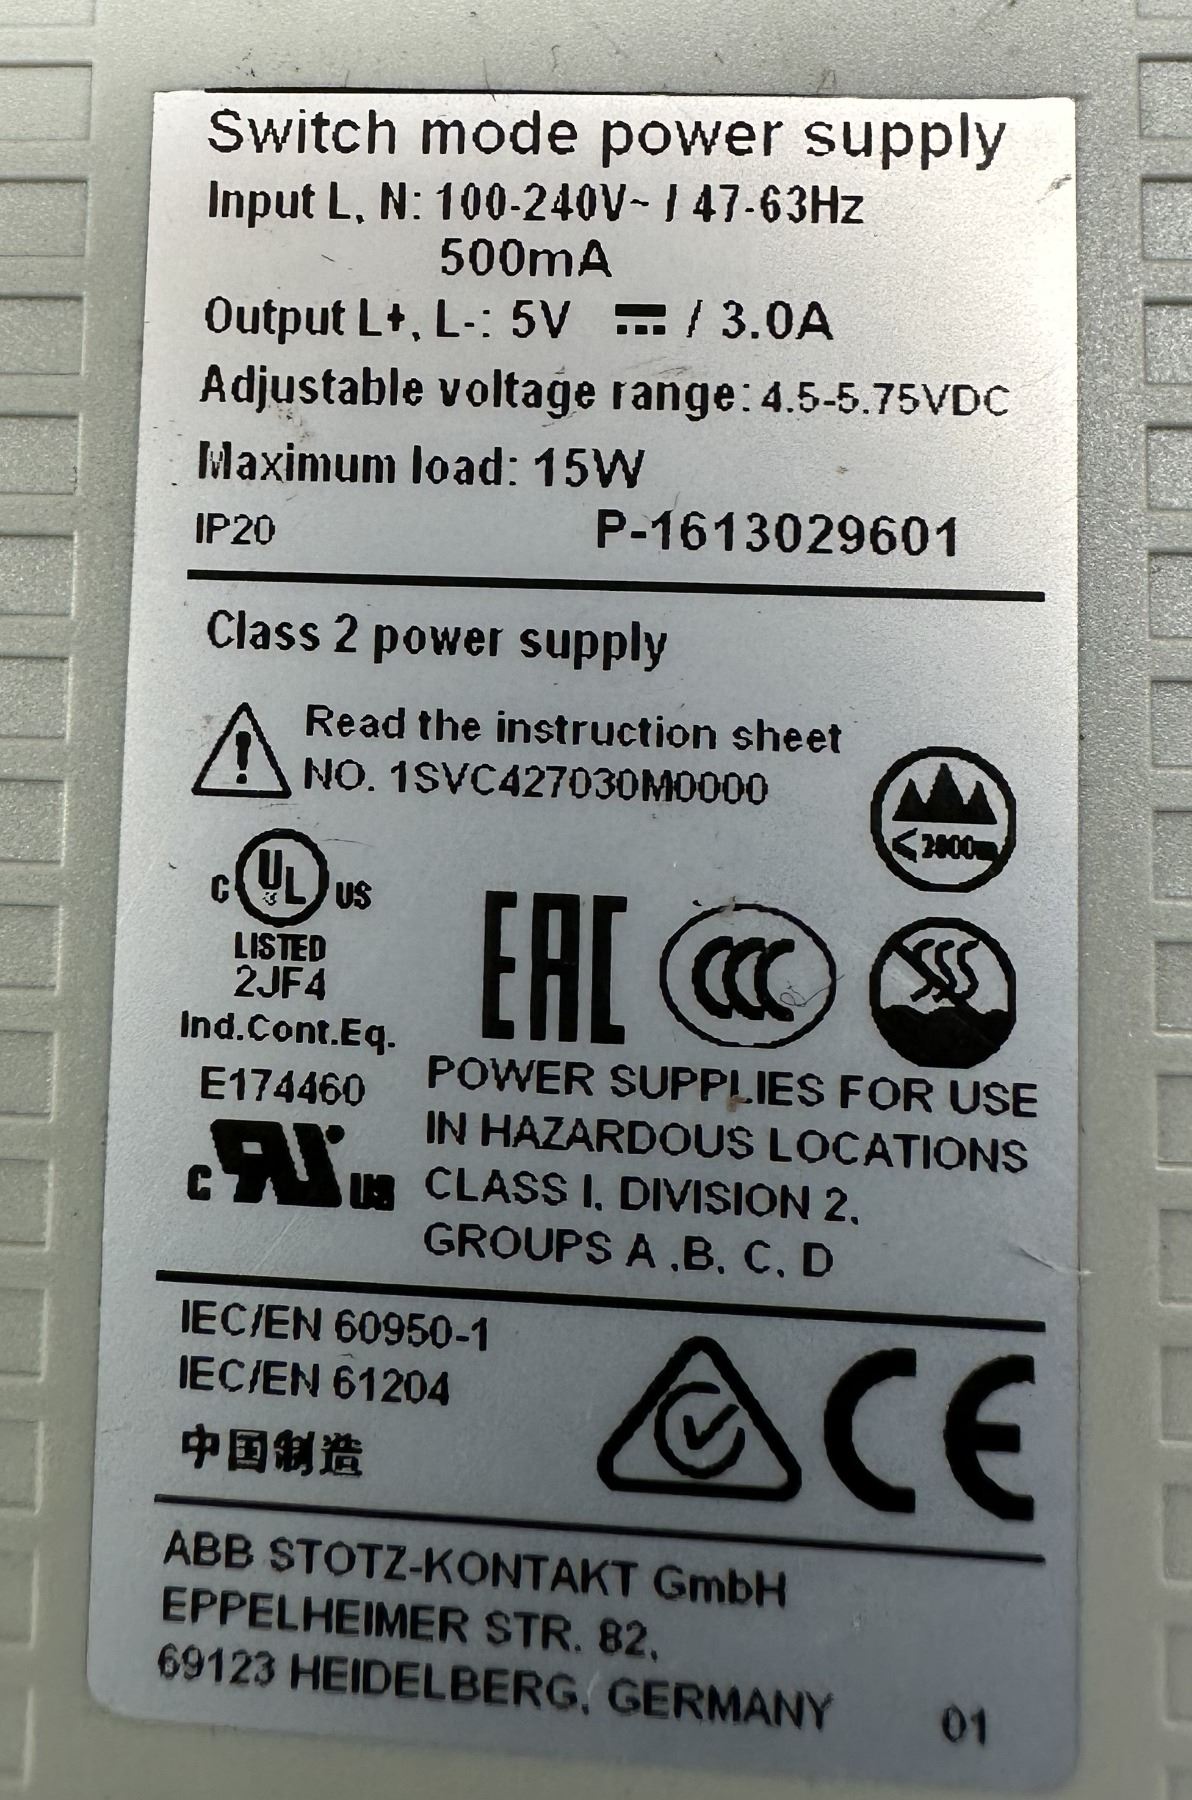 Switch mode power supply
Input L, N: 100-240V~ / 47-63Hz
500mA
Output L+, L-: 5V ⎓ / 3.0A
Adjustable voltage range: 4.5-5.75VDC
Maximum load: 15W
IP20 P-1613029601
Class 2 power supply
Read the instruction sheet
NO. 1SVC427030M0000
C UL US
LISTED
2JF4
Ind.Cont.Eq.
E174460
EAC
CCC
POWER SUPPLIES FOR USE
IN HAZARDOUS LOCATIONS
CLASS I, DIVISION 2,
GROUPS A ,B, C, D
IEC/EN 60950-1
IEC/EN 61204
中国制造
CE
ABB STOTZ-KONTAKT GmbH
EPPELHEIMER STR. 82,
69123 HEIDELBERG, GERMANY
01